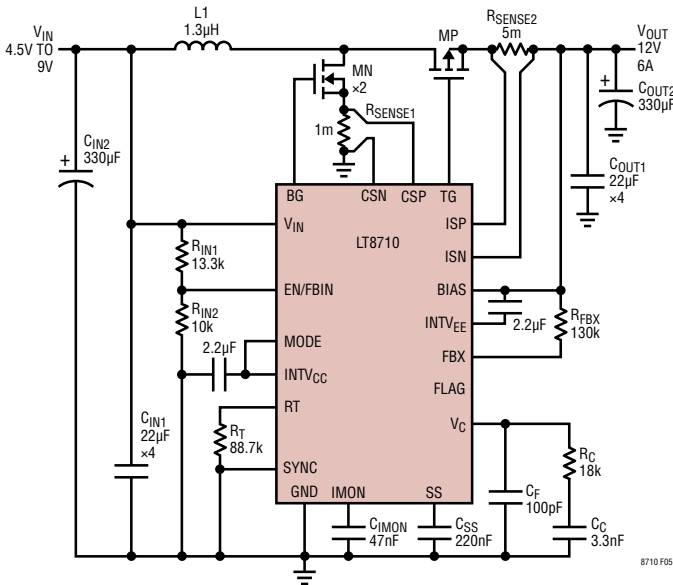 L1
1.3µH
VIN
4.5V TO
9V
MP
RSENSE2
5m
VOUT
12V
6A
MN
×2
RSENSE1
1m
CIN2
330µF
+
+
COUT2
330µF
COUT1
22µF
×4
BG
CSN
CSP
TG
VIN
LT8710
ISP
ISN
RIN1
13.3k
EN/FBIN
BIAS
RIN2
10k
INTVEE
2.2µF
RFBX
130k
2.2µF
MODE
FBX
INTVCC
FLAG
RT
VC
CIN1
22µF
×4
RT
88.7k
SYNC
RC
18k
GND
IMON
SS
CF
100pF
CIMON
47nF
CSS
220nF
CC
3.3nF
8710 F05